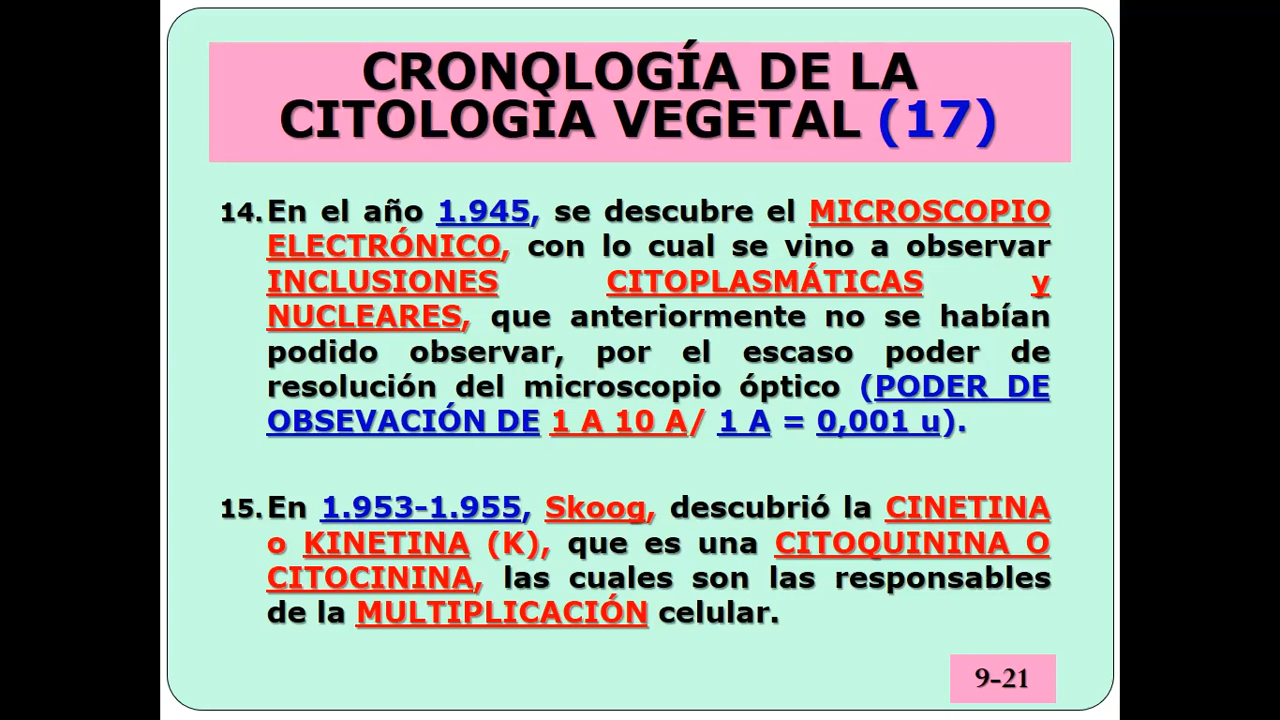 CRONOLOGÍA DE LA
CITOLOGIA VEGETAL (17)
14. En el año 1.945, se descubre el MICROSCOPIO
ELECTRÓNICO, con lo cual se vino a observar
INCLUSIONES CITOPLASMÁTICAS y
NUCLEARES, que anteriormente no se habían
podido observar, por el escaso poder de
resolución del microscopio óptico (PODER DE
OBSEVACIÓN DE 1 A 10 A/ 1 A = 0,001 u).
15. En 1.953-1.955, Skoog, descubrió la CINETINA
o KINETINA (K), que es una CITOQUININA O
CITOCININA, las cuales son las responsables
de la MULTIPLICACIÓN celular.
9-21